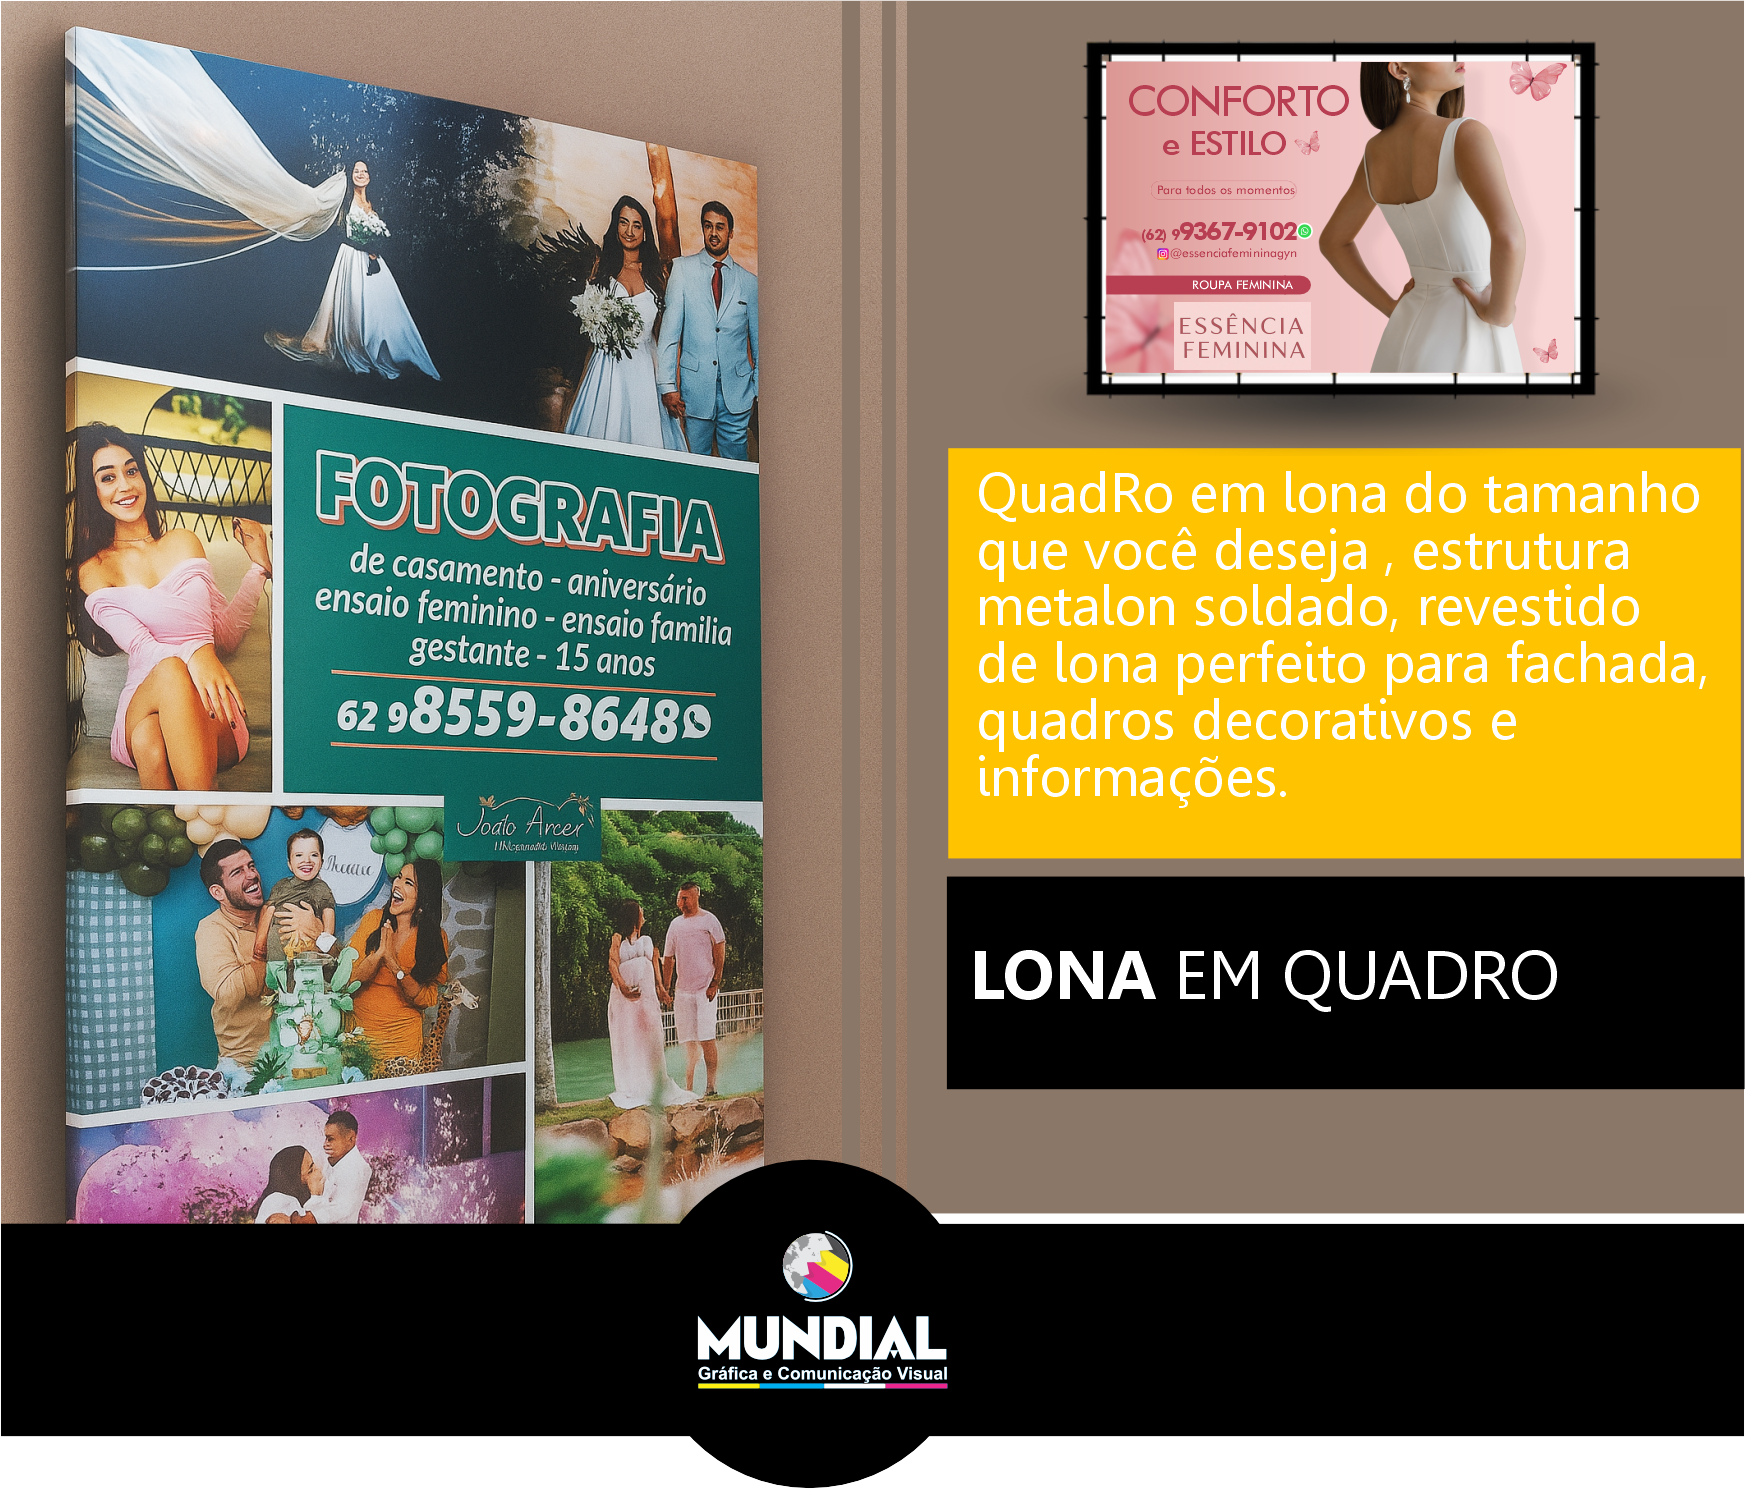 FOTOGRAFIA
de casamento - aniversário
ensaio feminino - ensaio familia
gestante - 15 anos
62 98559-8648
CONFORTO
e ESTILO
Para todos os momentos
(62) 99367-9102
@essenciafemininagyn
ROUPA FEMININA
ESSÊNCIA
FEMININA
QuadRo em lona do tamanho
que você deseja , estrutura
metalon soldado, revestido
de lona perfeito para fachada,
quadros decorativos e
informações.
LONA EM QUADRO
MUNDIAL
Gráfica e Comunicação Visual